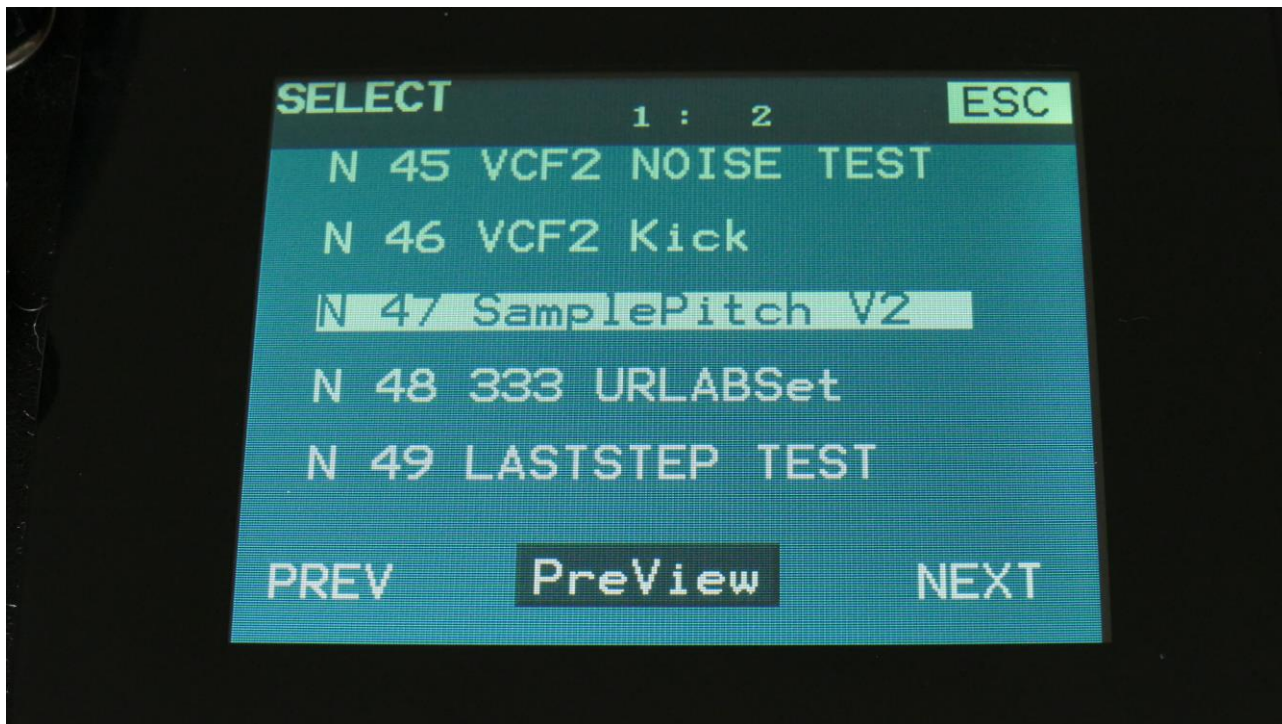 SELECT 1 : 2 ESC
N 45 VCF2 NOISE TEST
N 46 VCF2 Kick
N 47 SamplePitch V2
N 48 333 URLABSet
N 49 LASTSTEP TEST
PREV PreView NEXT